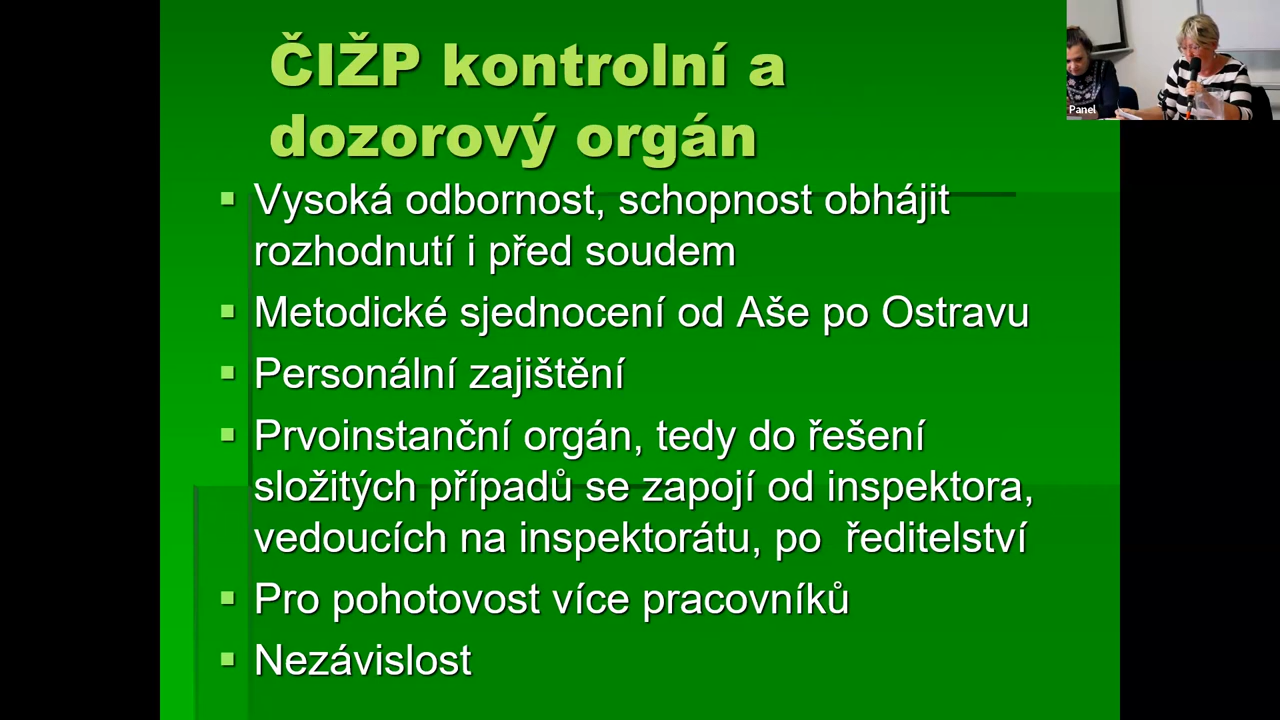 ČIŽP kontrolní a
dozorový orgán
Vysoká odbornost, schopnost obhájit
rozhodnutí i před soudem
Metodické sjednocení od Aše po Ostravu
Personální zajištění
Prvoinstanční orgán, tedy do řešení
složitých případů se zapojí od inspektora,
vedoucích na inspektorátu, po ředitelství
Pro pohotovost více pracovníků
Nezávislost
Panel